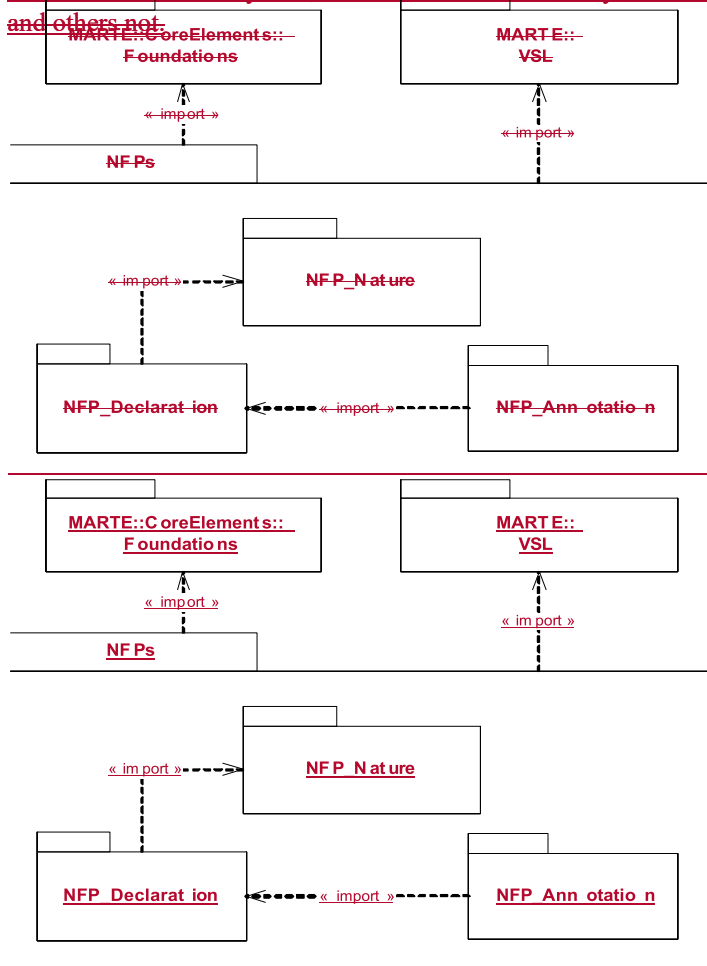 and others not.
MARTE::CoreElements::
Foundations
MARTE::
VSL
« import »
« import »
NFPs
« import »
NFP_Nature
NFP_Declaration
« import »
NFP_Annotation
MARTE::CoreElements::
Foundations
MARTE::
VSL
« import »
« import »
NFPs
« import »
NFP_Nature
NFP_Declaration
« import »
NFP_Annotation